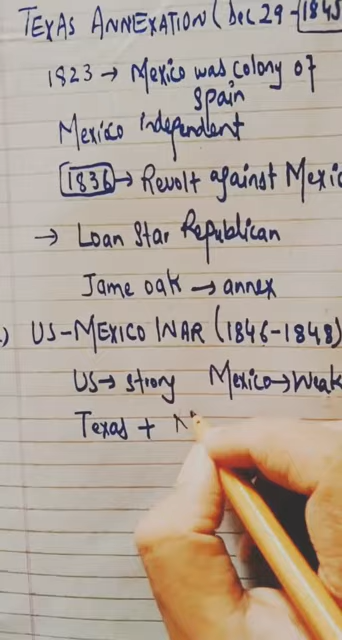 TEXAS ANNEXATION (Dec 29 - 1845
1823 → Mexico was colony of
Spain
Mexico independent
1836 → Revolt against Mexic
→ Loan Star Republican
Jame oak → annex
) US-MEXICO WAR (1846-1848)
US → strong Mexico → Weak
Texas +